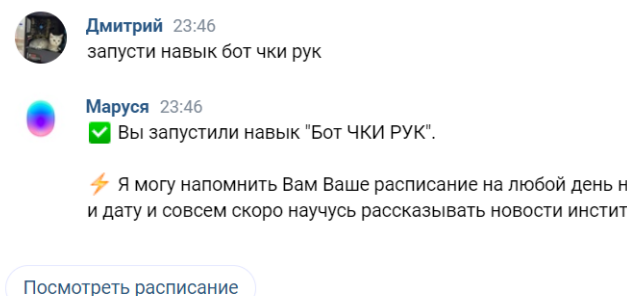 Дмитрий 23:46
запусти навык бот чки рук
Маруся 23:46
✅ Вы запустили навык "Бот ЧКИ РУК".
⚡ Я могу напомнить Вам Ваше расписание на любой день
и дату и совсем скоро научусь рассказывать новости
Посмотреть расписание